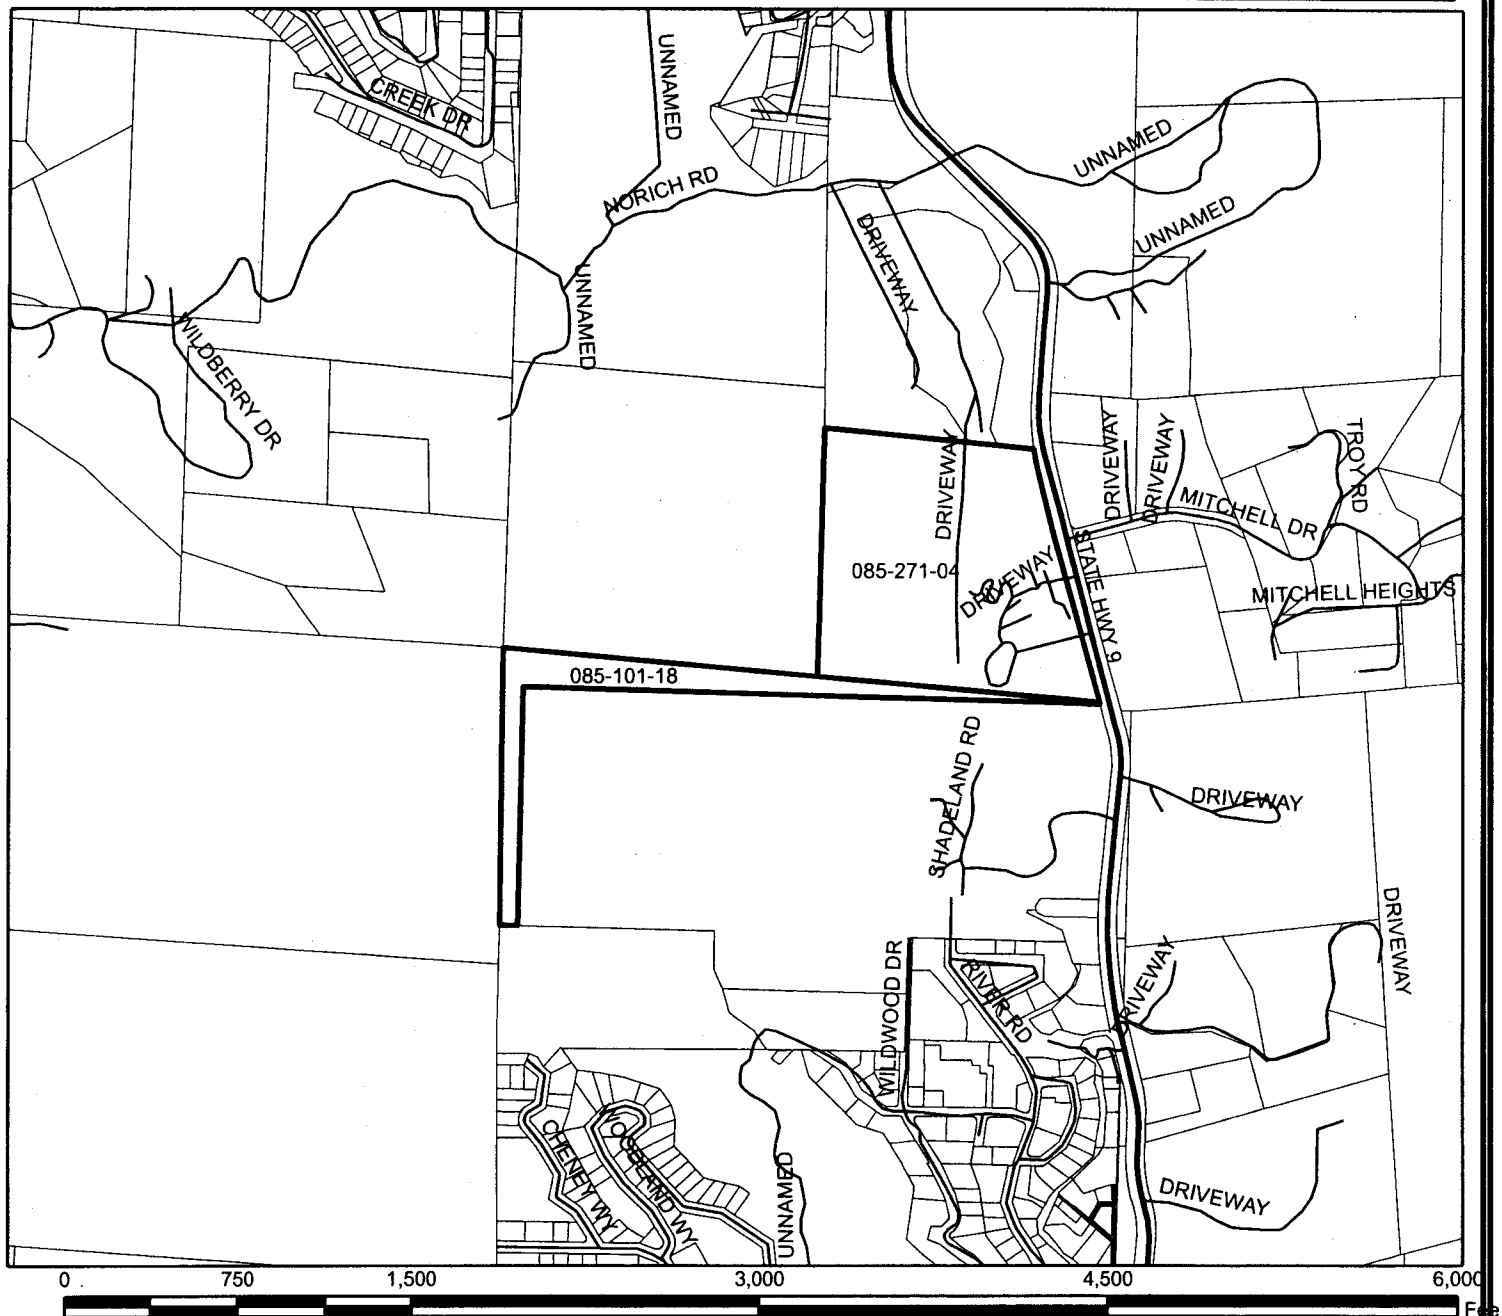 CREEK DR
UNNAMED
UNNAMED
NORICH RD
UNNAMED
DRIVEWAY
UNNAMED
WILDBERRY DR
DRIVEWAY
DRIVEWAY
DRIVEWAY
TROY RD
MITCHELL DR
085-271-04
DRIVEWAY
STATE HWY 9
MITCHELL HEIGHTS
085-101-18
SHADELAND RD
DRIVEWAY
DRIVEWAY
WILDWOOD DR
RIVER RD
DRIVEWAY
CHENEY WY
MOSELAND WY
UNNAMED
DRIVEWAY
0 750 1,500 3,000 4,500 6,000